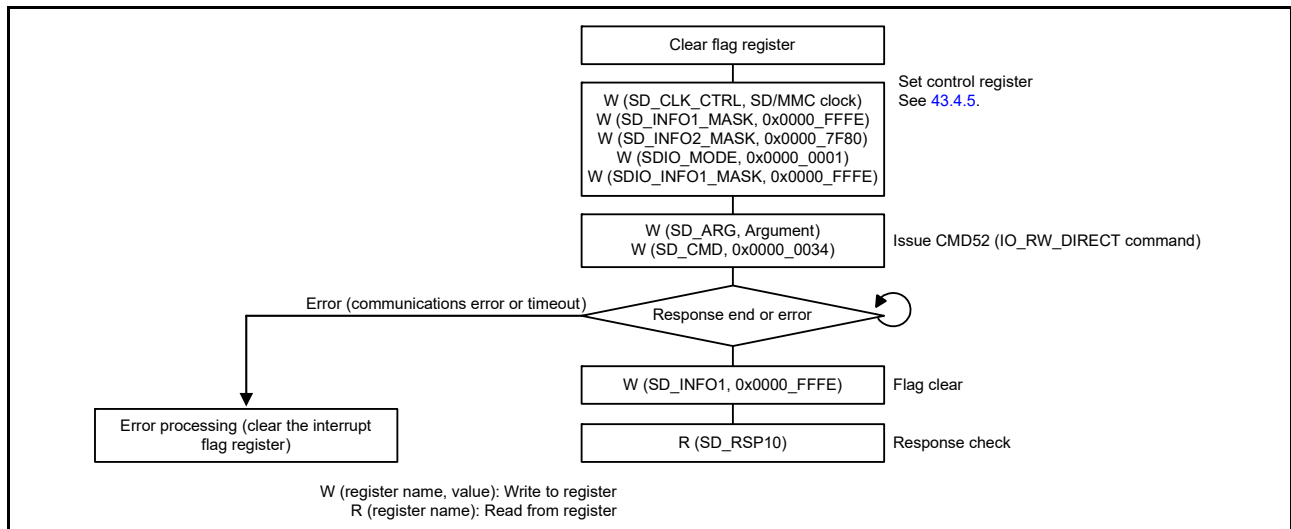 Clear flag register
Set control register
See 43.4.5.
W (SD_CLK_CTRL, SD/MMC clock)
W (SD_INFO1_MASK, 0x0000_FFFE)
W (SD_INFO2_MASK, 0x0000_7F80)
W (SDIO_MODE, 0x0000_0001)
W (SDIO_INFO1_MASK, 0x0000_FFFE)
W (SD_ARG, Argument)
W (SD_CMD, 0x0000_0034)
Issue CMD52 (IO_RW_DIRECT command)
Error (communications error or timeout)
Response end or error
W (SD_INFO1, 0x0000_FFFE)
Flag clear
Error processing (clear the interrupt
flag register)
R (SD_RSP10)
Response check
W (register name, value): Write to register
R (register name): Read from register